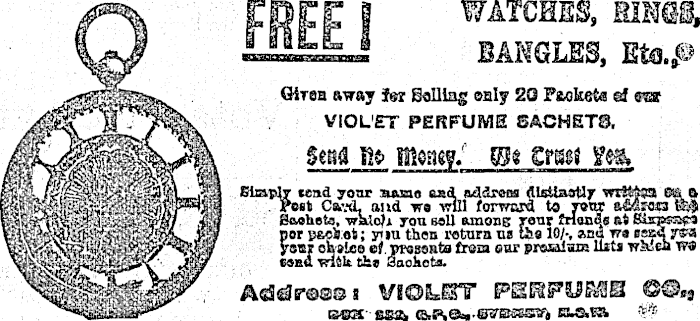 FREE!
WATCHES, RINGS,
BANGLES, Etc.,
Given away for Selling only 20 Packets of our
VIOLET PERFUME SACHETS.
Send No Money. We Trust You.
Simply send your name and address distinctly written on a
Post Card, and we will forward to your address the
Sachets, which you sell among your friends at Sixpence
per packet; you then return us the 10/-, and we send you
your choice of presents from our premium lists which we
send with the Sachets.
Address: VIOLET PERFUME CO.,
BOX G.P.O., SYDNEY, N.S.W.